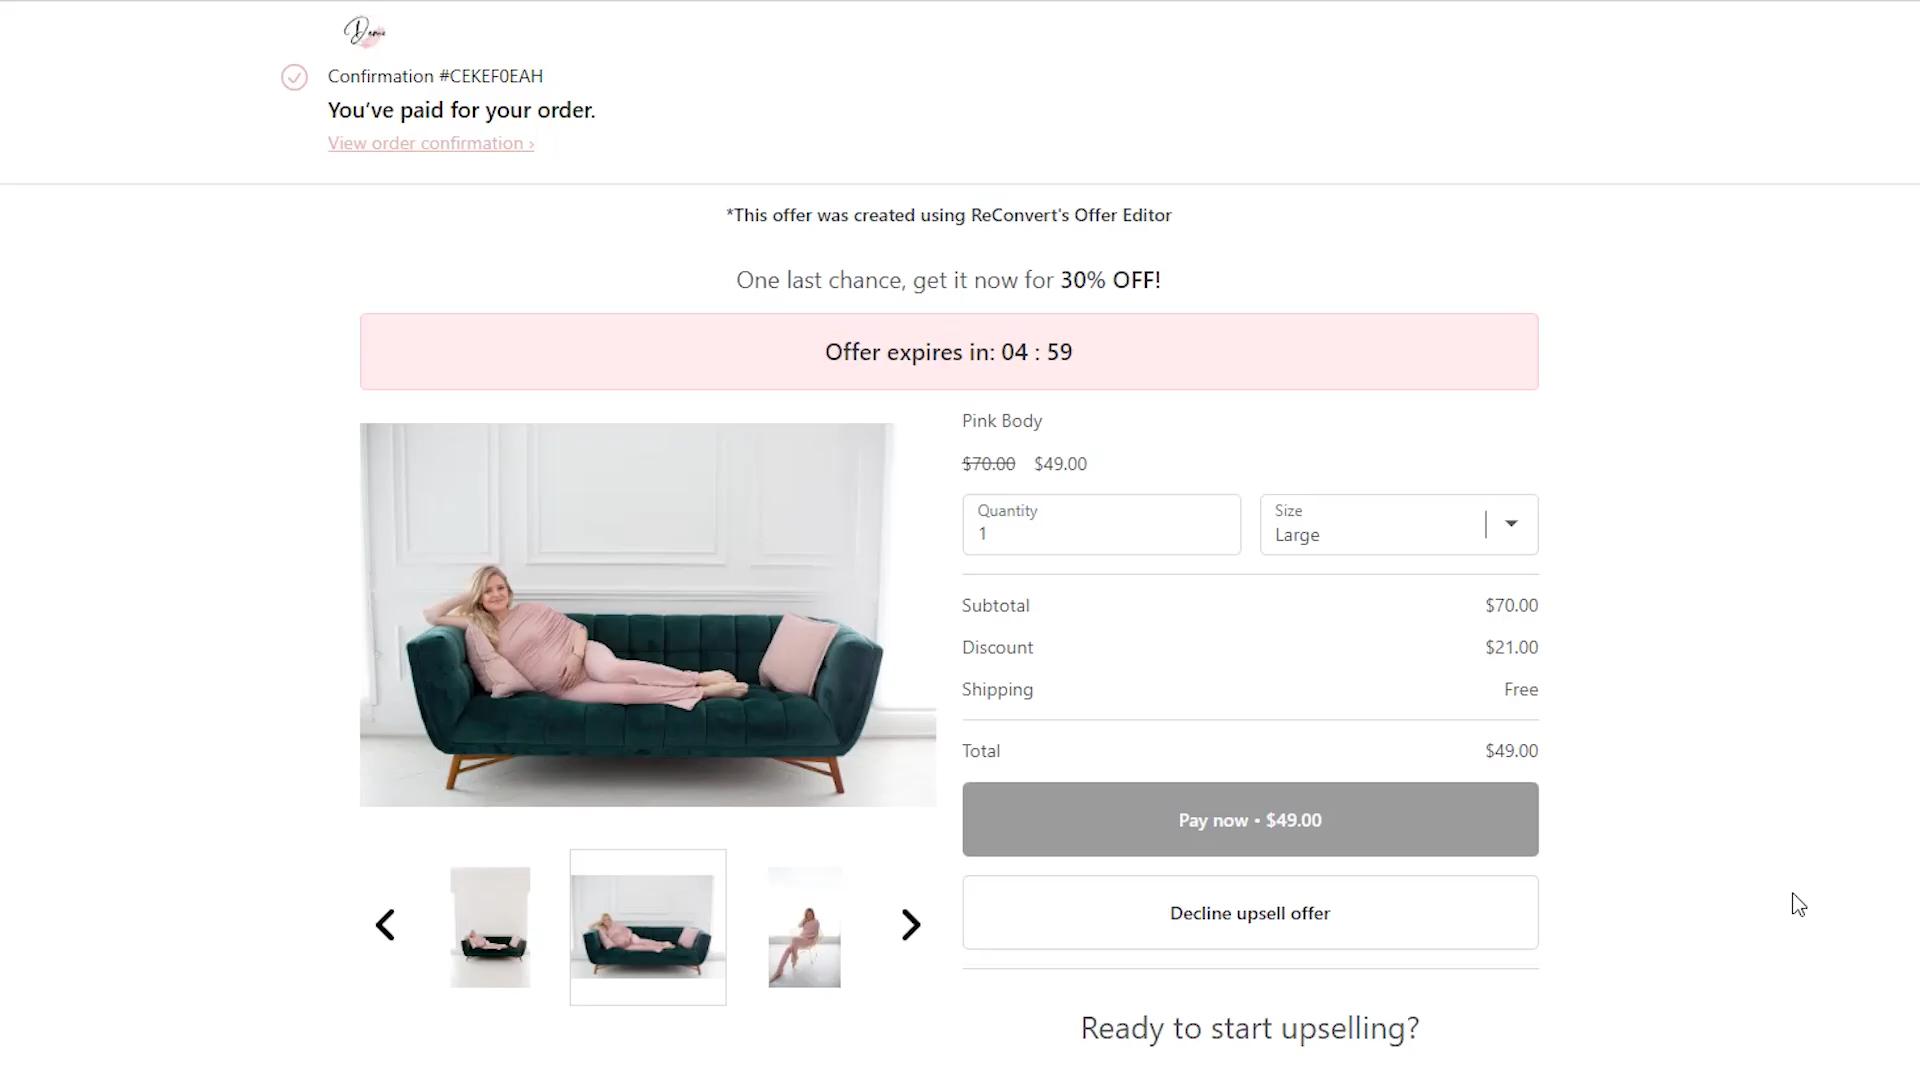 Demo
Confirmation #CEKEF0EAH
You've paid for your order.
View order confirmation ›
*This offer was created using ReConvert's Offer Editor
One last chance, get it now for 30% OFF!
Offer expires in: 04 : 59
Pink Body
$70.00 $49.00
Quantity
1
Size
Large
Subtotal $70.00
Discount $21.00
Shipping Free
Total $49.00
Pay now • $49.00
Decline upsell offer
Ready to start upselling?